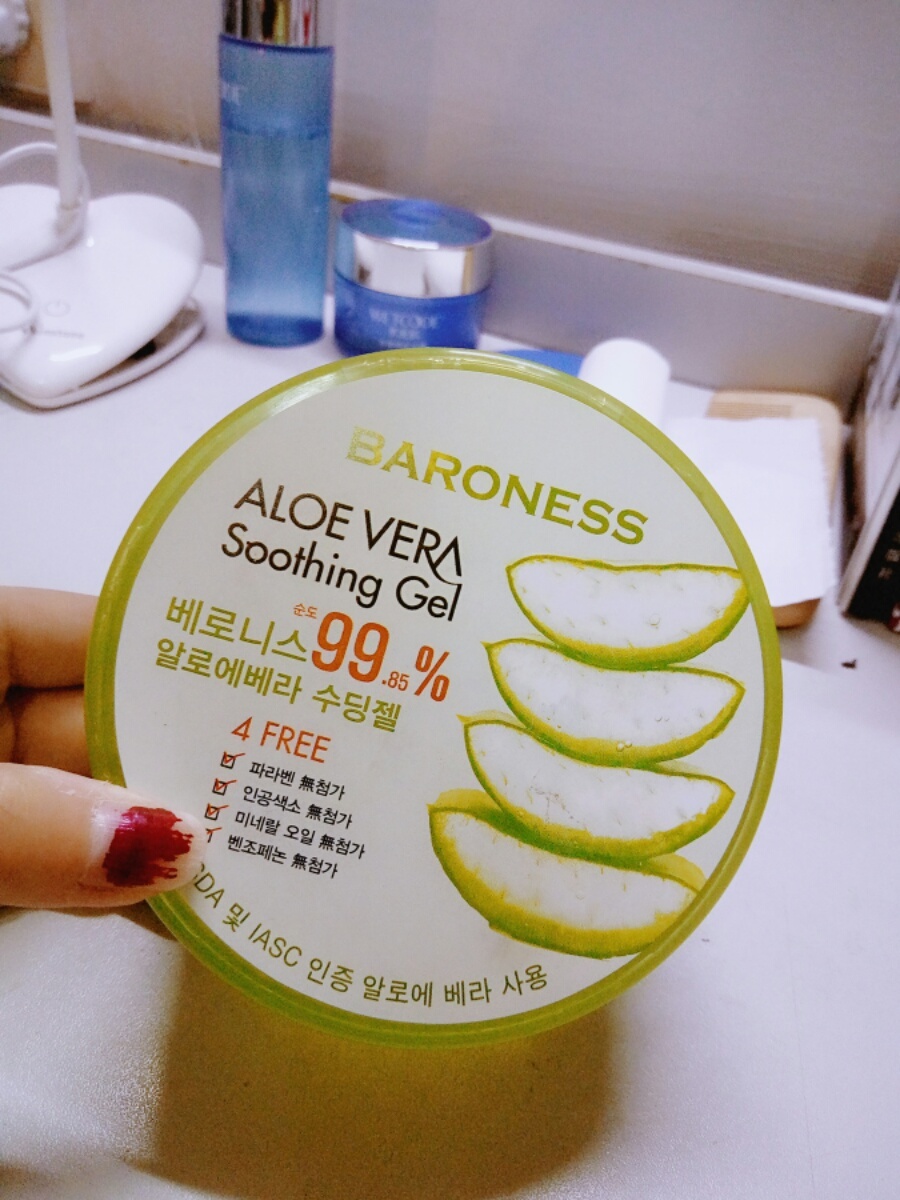 BARONESS
ALOE VERA
Soothing Gel
순도
베로니스 99.85%
알로에베라 수딩젤
4 FREE
파라벤 無첨가
인공색소 無첨가
미네랄 오일 無첨가
벤조페논 無첨가
및 IASC 인증 알로에 베라 사용